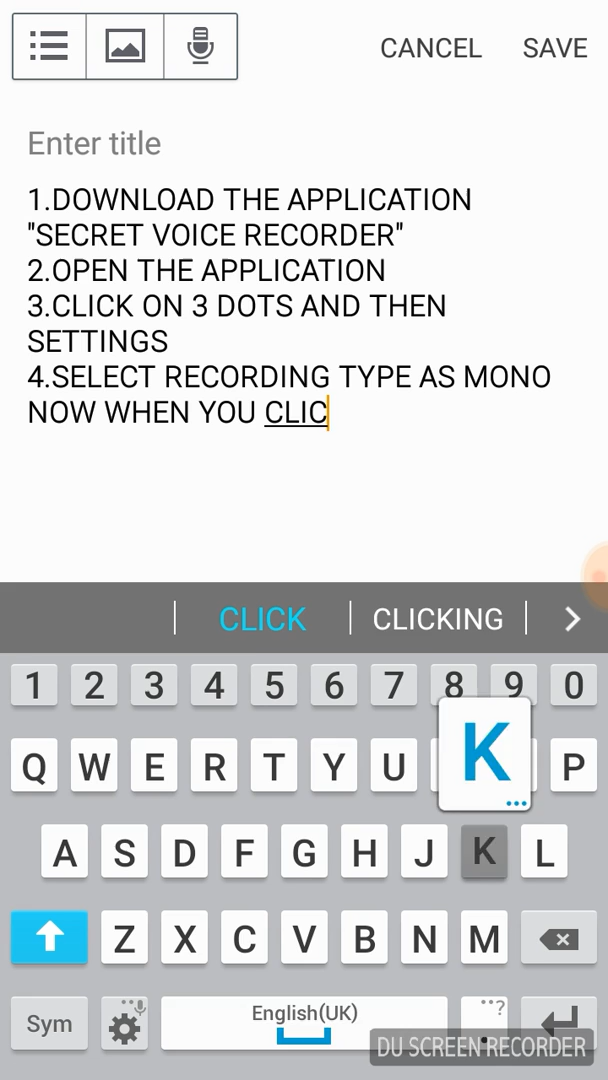 CANCEL SAVE
Enter title
1.DOWNLOAD THE APPLICATION
"SECRET VOICE RECORDER"
2.OPEN THE APPLICATION
3.CLICK ON 3 DOTS AND THEN
SETTINGS
4.SELECT RECORDING TYPE AS MONO
NOW WHEN YOU CLIC
CLICK CLICKING
1 2 3 4 5 6 7 8 9 0
Q W E R T Y U K P
A S D F G H J K L
Z X C V B N M
Sym English(UK) ?
DU SCREEN RECORDER